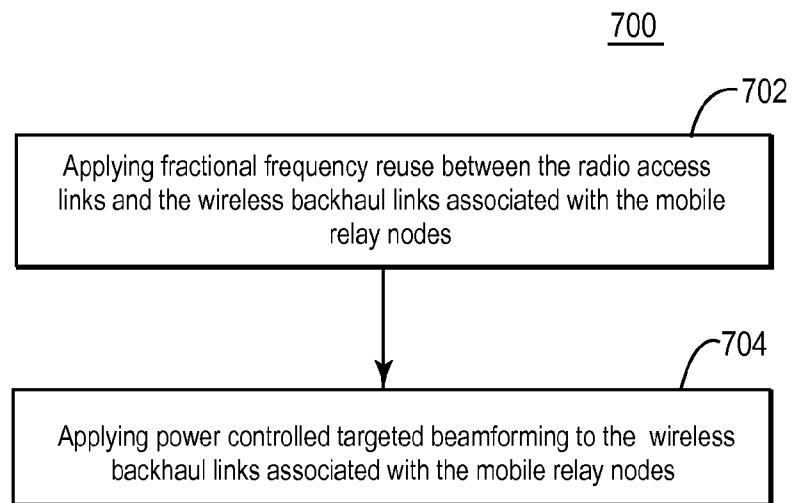 700
702
Applying fractional frequency reuse between the radio access
links and the wireless backhaul links associated with the mobile
relay nodes
704
Applying power controlled targeted beamforming to the wireless
backhaul links associated with the mobile relay nodes